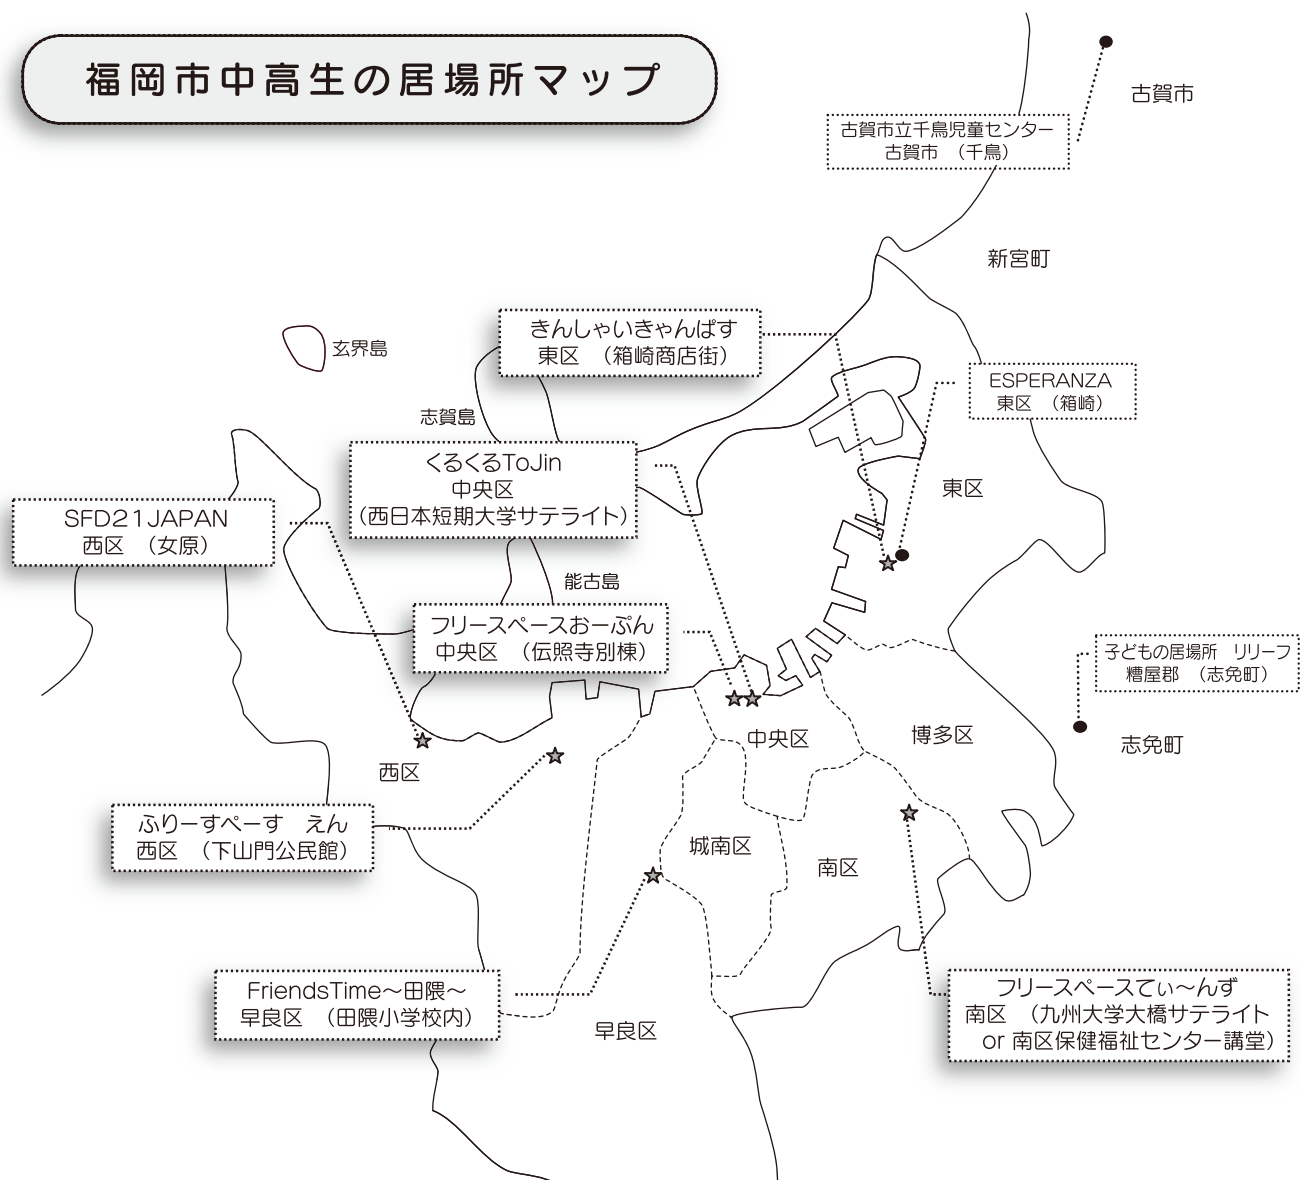 福岡市中高生の居場所マップ
古賀市
古賀市立千鳥児童センター
古賀市 （千鳥）
新宮町
きんしゃいきゃんぱす
東区 （箱崎商店街）
玄界島
ESPERANZA
東区 （箱崎）
志賀島
くるくるToJin
中央区
（西日本短期大学サテライト）
東区
SFD21JAPAN
西区 （女原）
能古島
フリースペースおーぷん
中央区 （伝照寺別棟）
子どもの居場所 リリーフ
糟屋郡 （志免町）
中央区
博多区
志免町
西区
ふりーすぺーす えん
西区 （下山門公民館）
城南区
南区
FriendsTime～田隈～
早良区 （田隈小学校内）
早良区
フリースペースてぃ～んず
南区 （九州大学大橋サテライト
or 南区保健福祉センター講堂）